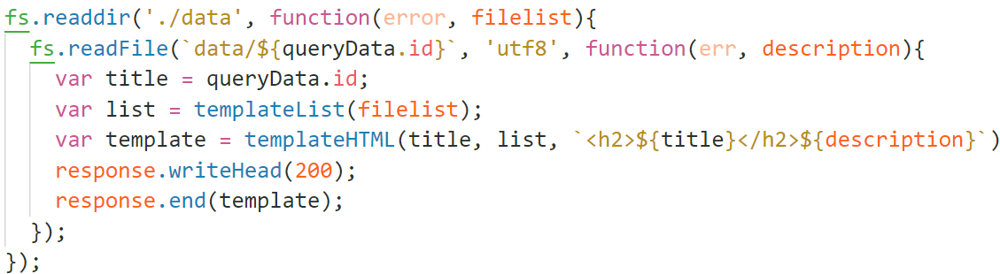 fs.readdir('./data', function(error, filelist){
  fs.readFile(`data/${queryData.id}`, 'utf8', function(err, description){
    var title = queryData.id;
    var list = templateList(filelist);
    var template = templateHTML(title, list, `<h2>${title}</h2>${description}`)
    response.writeHead(200);
    response.end(template);
  });
});